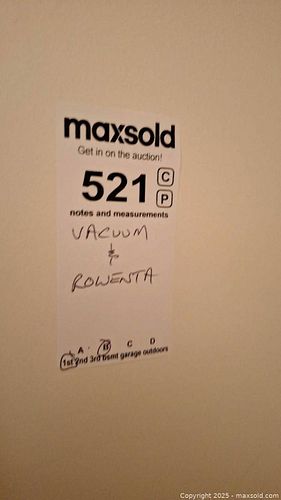 maxsold
Get in on the auction!
521 C
P
notes and measurements
VACUUM
&
ROWENTA
A B C D
1st 2nd 3rd bsmt garage outdoors
Copyright 2025 - maxsold.com